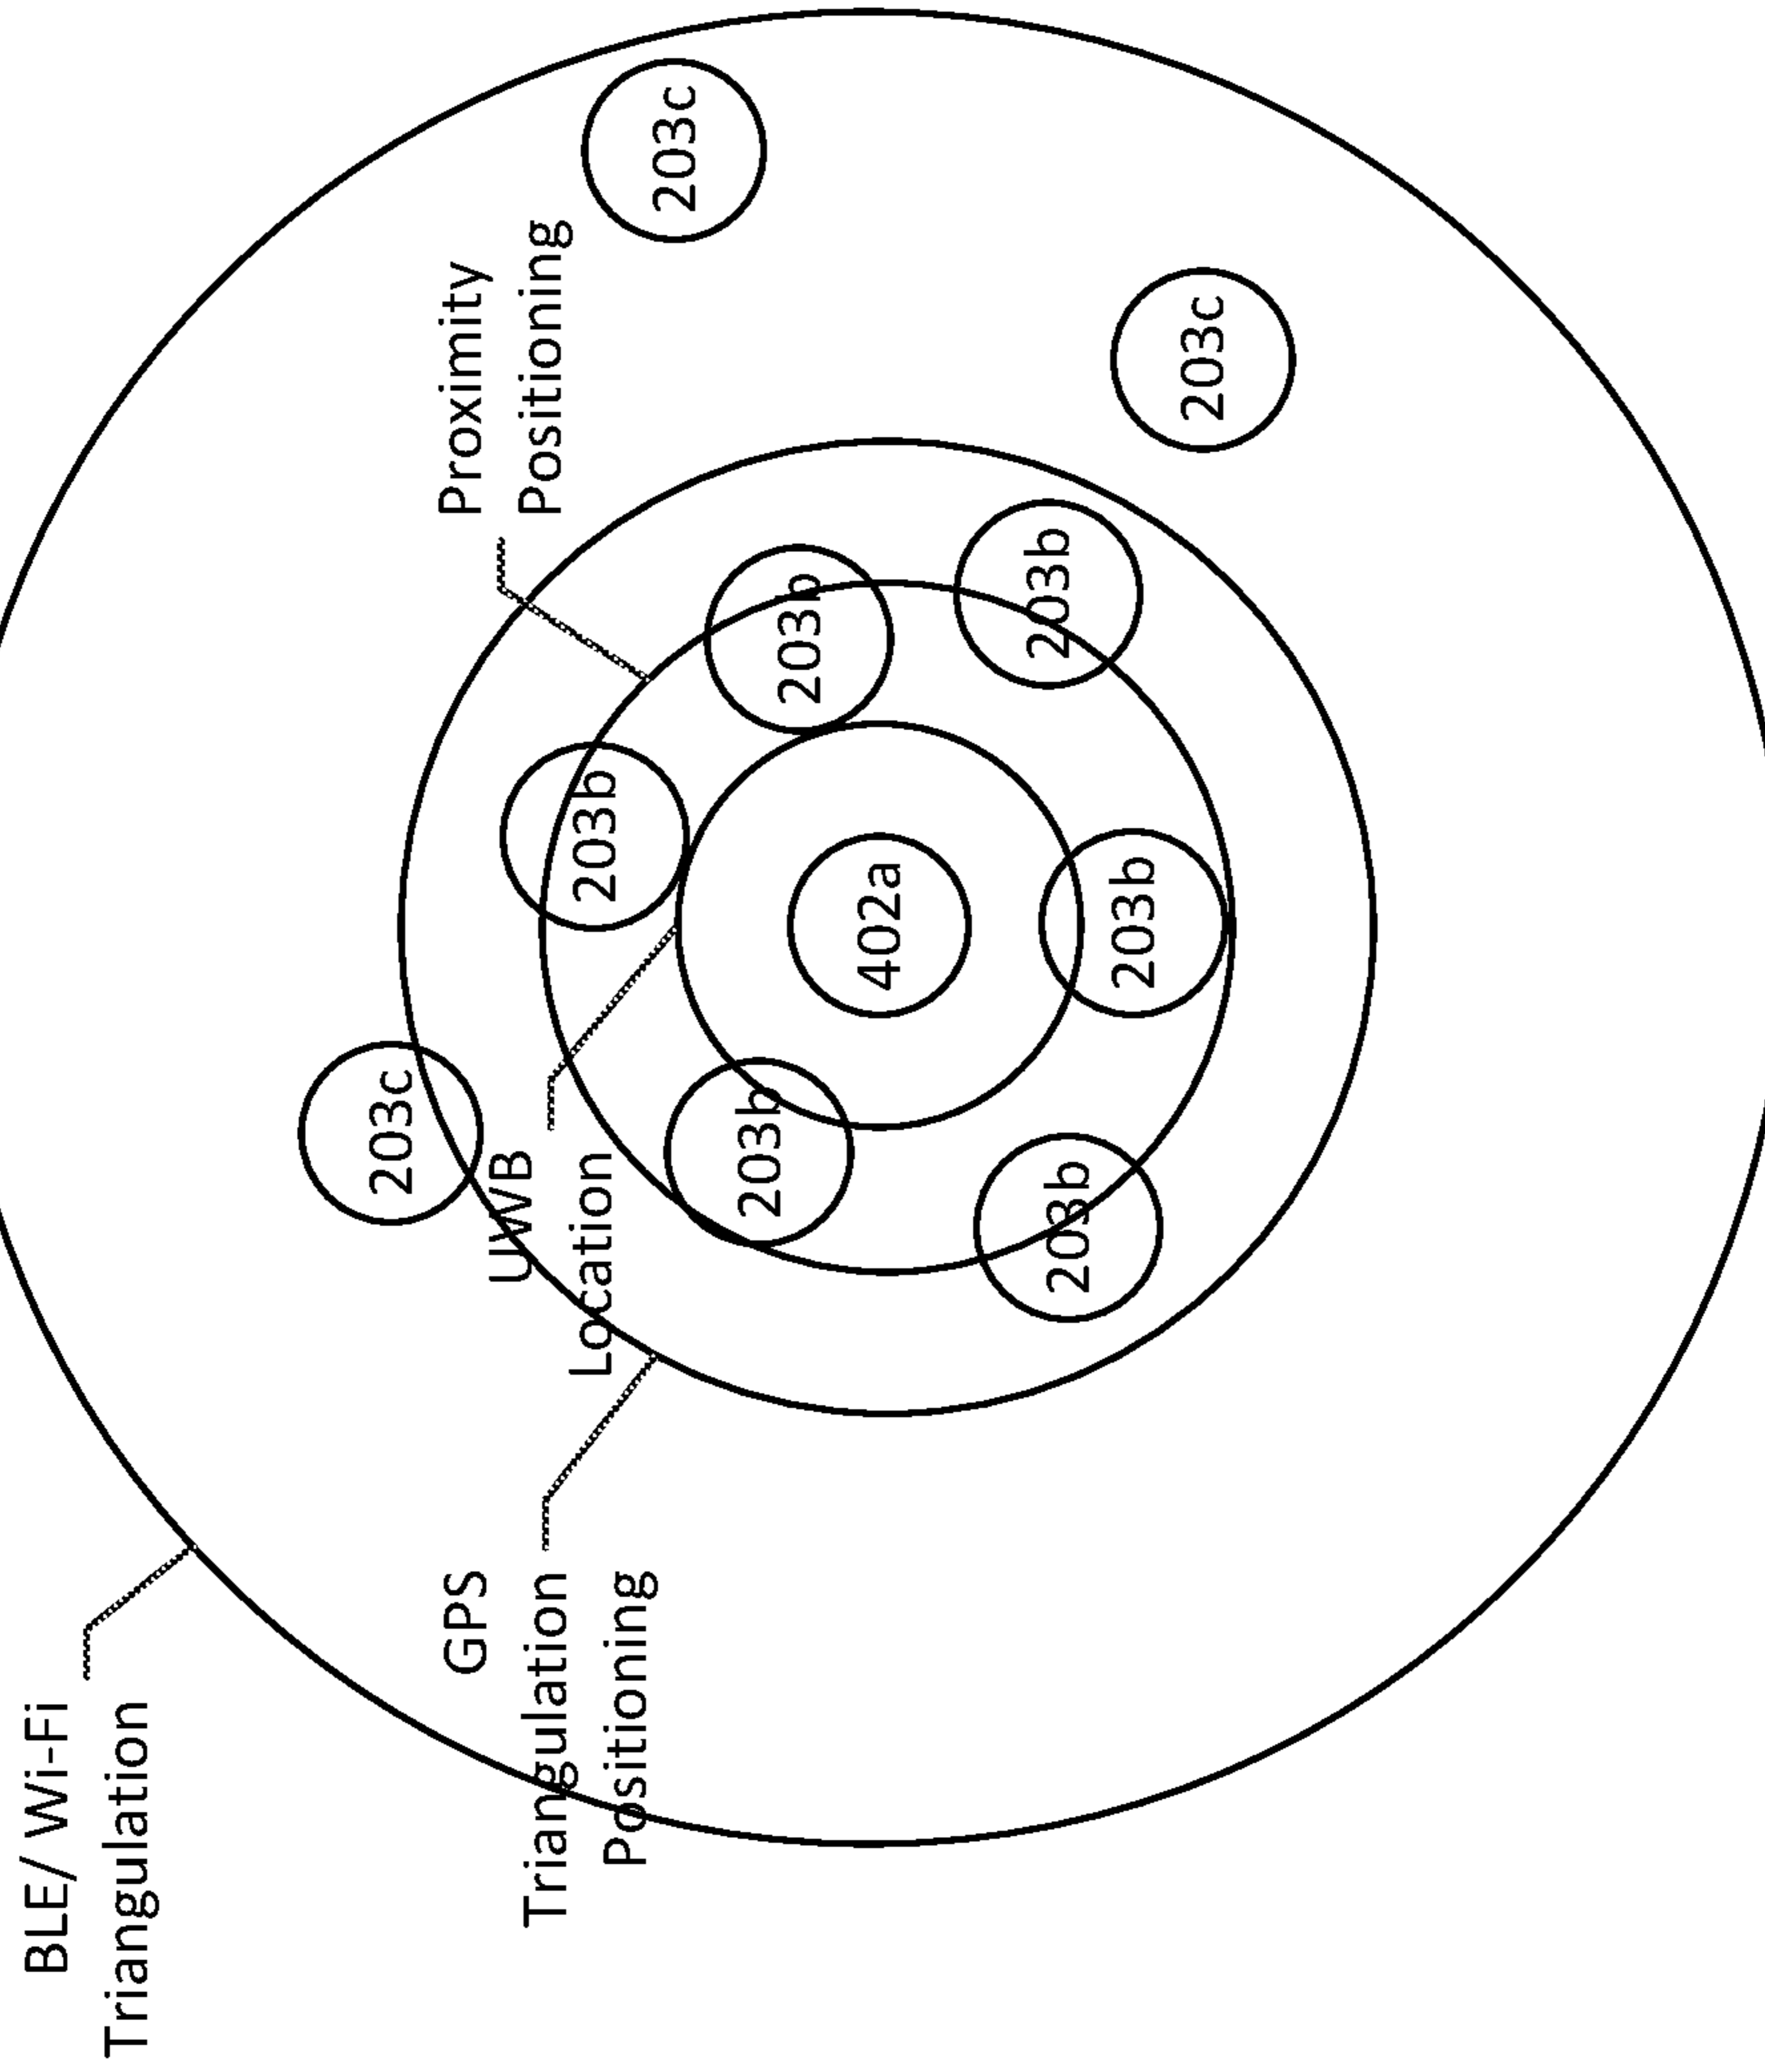 BLE/ Wi-Fi
Triangulation
203c
GPS
Triangulation
Positioning
UWB
Location
Proximity
Positioning
203b
203c
203b
203b
402a
203b
203b
203b
203c